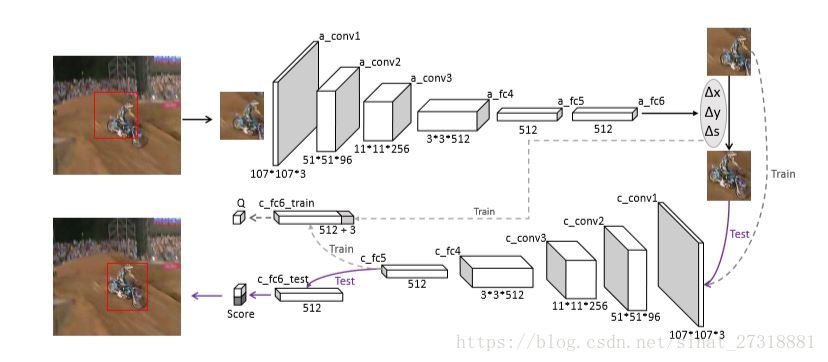 a_conv1
a_conv2
a_conv3
a_fc4
a_fc5
a_fc6
Δx
Δy
Δs
107*107*3
51*51*96
11*11*256
3*3*512
512
512
Train
Q
c_fc6_train
512 + 3
Train
Train
c_conv1
c_conv2
c_conv3
c_fc4
c_fc5
Test
Test
c_fc6_test
Score
512
512
3*3*512
11*11*256
51*51*96
107*107*3
https://blog.csdn.net/sinat_27318881